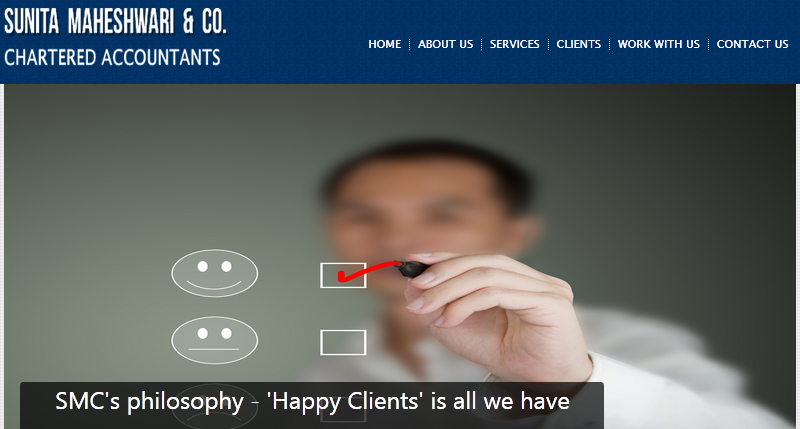 SUNITA MAHESHWARI & CO.
CHARTERED ACCOUNTANTS
HOME ABOUT US SERVICES CLIENTS WORK WITH US CONTACT US
SMC's philosophy - 'Happy Clients' is all we have